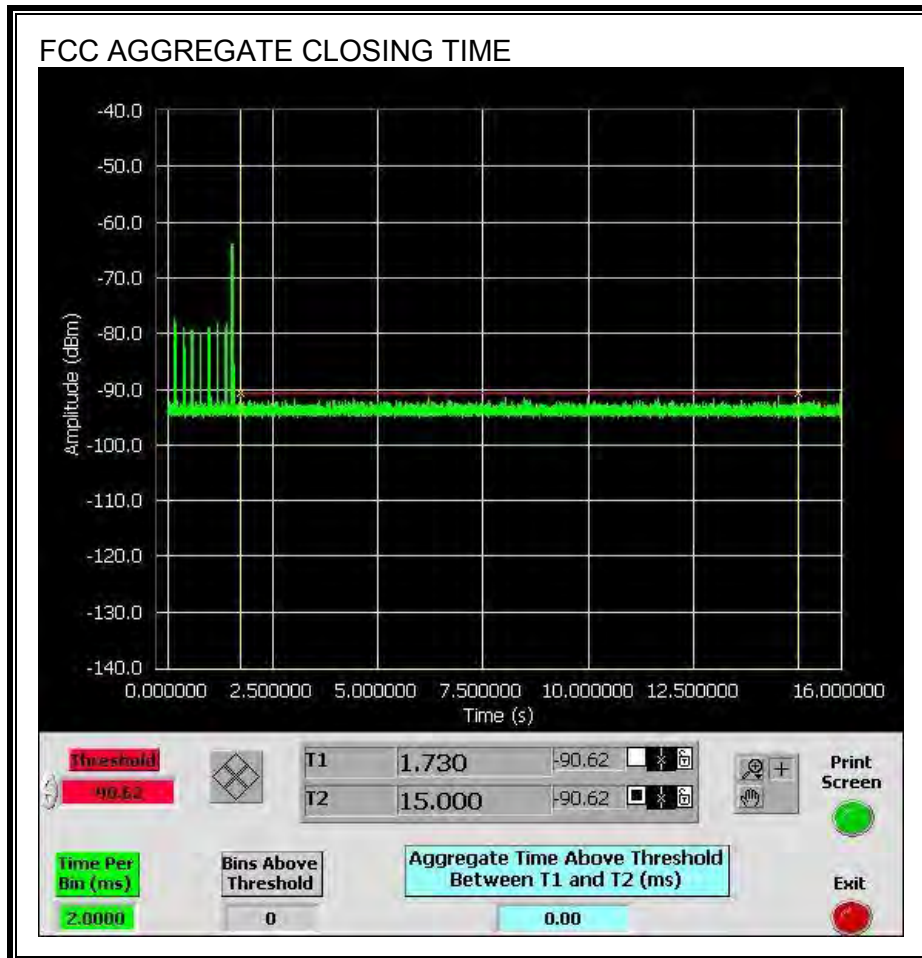 FCC AGGREGATE CLOSING TIME
-40.0
-50.0
-60.0
-70.0
-80.0
-90.0
-100.0
-110.0
-120.0
-130.0
-140.0
Amplitude (dBm)
0.000000 2.500000 5.000000 7.500000 10.000000 12.500000 16.000000
Time (s)
Threshold
-90.62
T1 1.730 -90.62
T2 15.000 -90.62
Print
Screen
Time Per
Bin (ms)
2.0000
Bins Above
Threshold
0
Aggregate Time Above Threshold
Between T1 and T2 (ms)
0.00
Exit